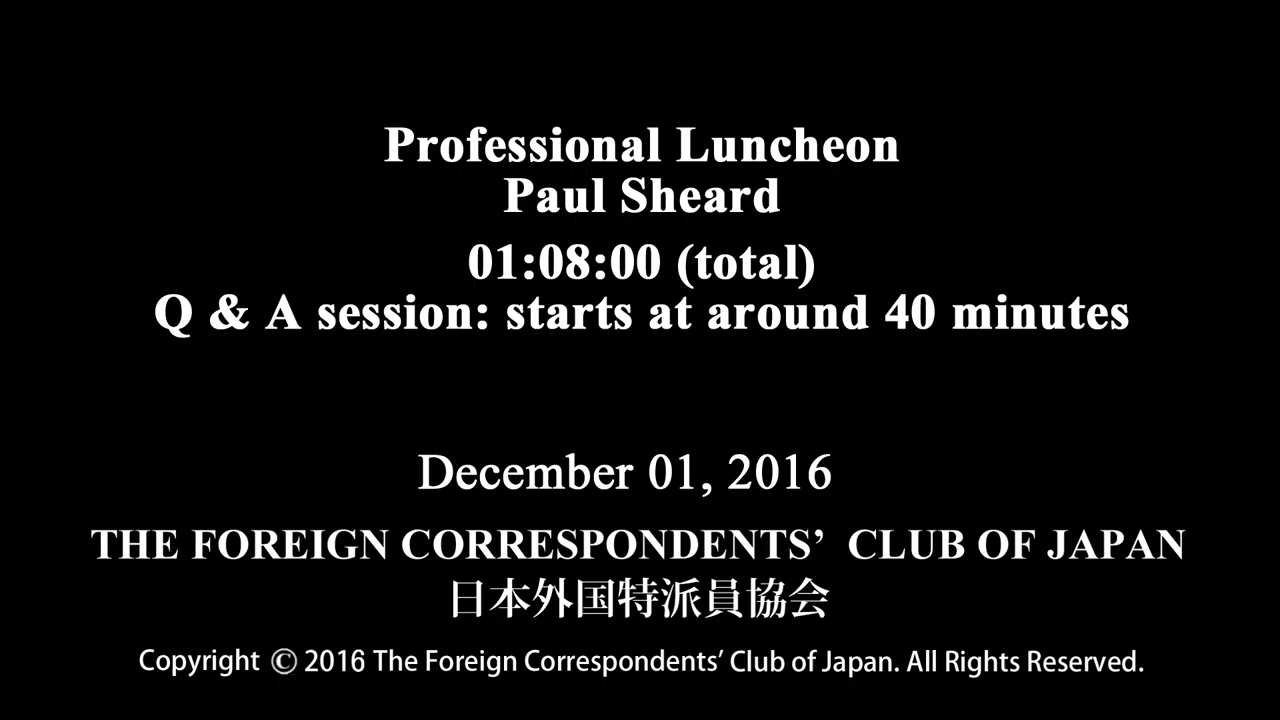 Professional Luncheon
Paul Sheard
01:08:00 (total)
Q & A session: starts at around 40 minutes
December 01, 2016
THE FOREIGN CORRESPONDENTS’ CLUB OF JAPAN
日本外国特派員協会
Copyright © 2016 The Foreign Correspondents’ Club of Japan. All Rights Reserved.